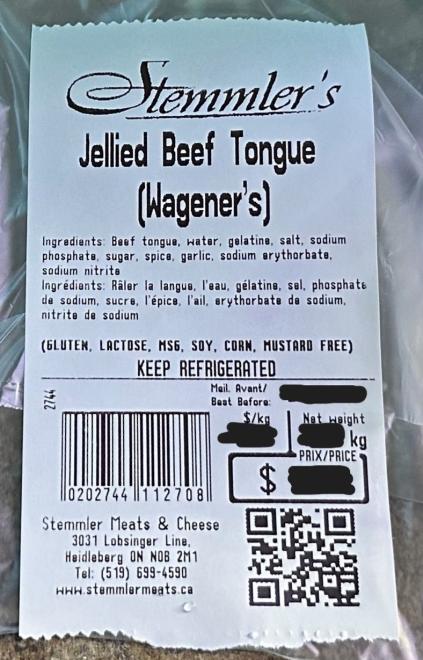 Stemmler's
Jellied Beef Tongue
(Wagener's)
Ingredients: Beef tongue, water, gelatine, salt, sodium
phosphate, sugar, spice, garlic, sodium erythorbate,
sodium nitrite
Ingrédients: Râler la langue, l'eau, gélatine, sel, phosphate
de sodium, sucre, l'épice, l'ail, erythorbate de sodium,
nitrite de sodium
(GLUTEN, LACTOSE, MSG, SOY, CORN, MUSTARD FREE)
KEEP REFRIGERATED
2744
Meil. Avant/
Best Before:
$/kg
Net weight
kg
PRIX/PRICE
$
0202744 112708
Stemmler Meats & Cheese
3031 Lobsinger Line,
Heidleberg ON N0B 2M1
Tel: (519) 699-4590
www.stemmlermeats.ca